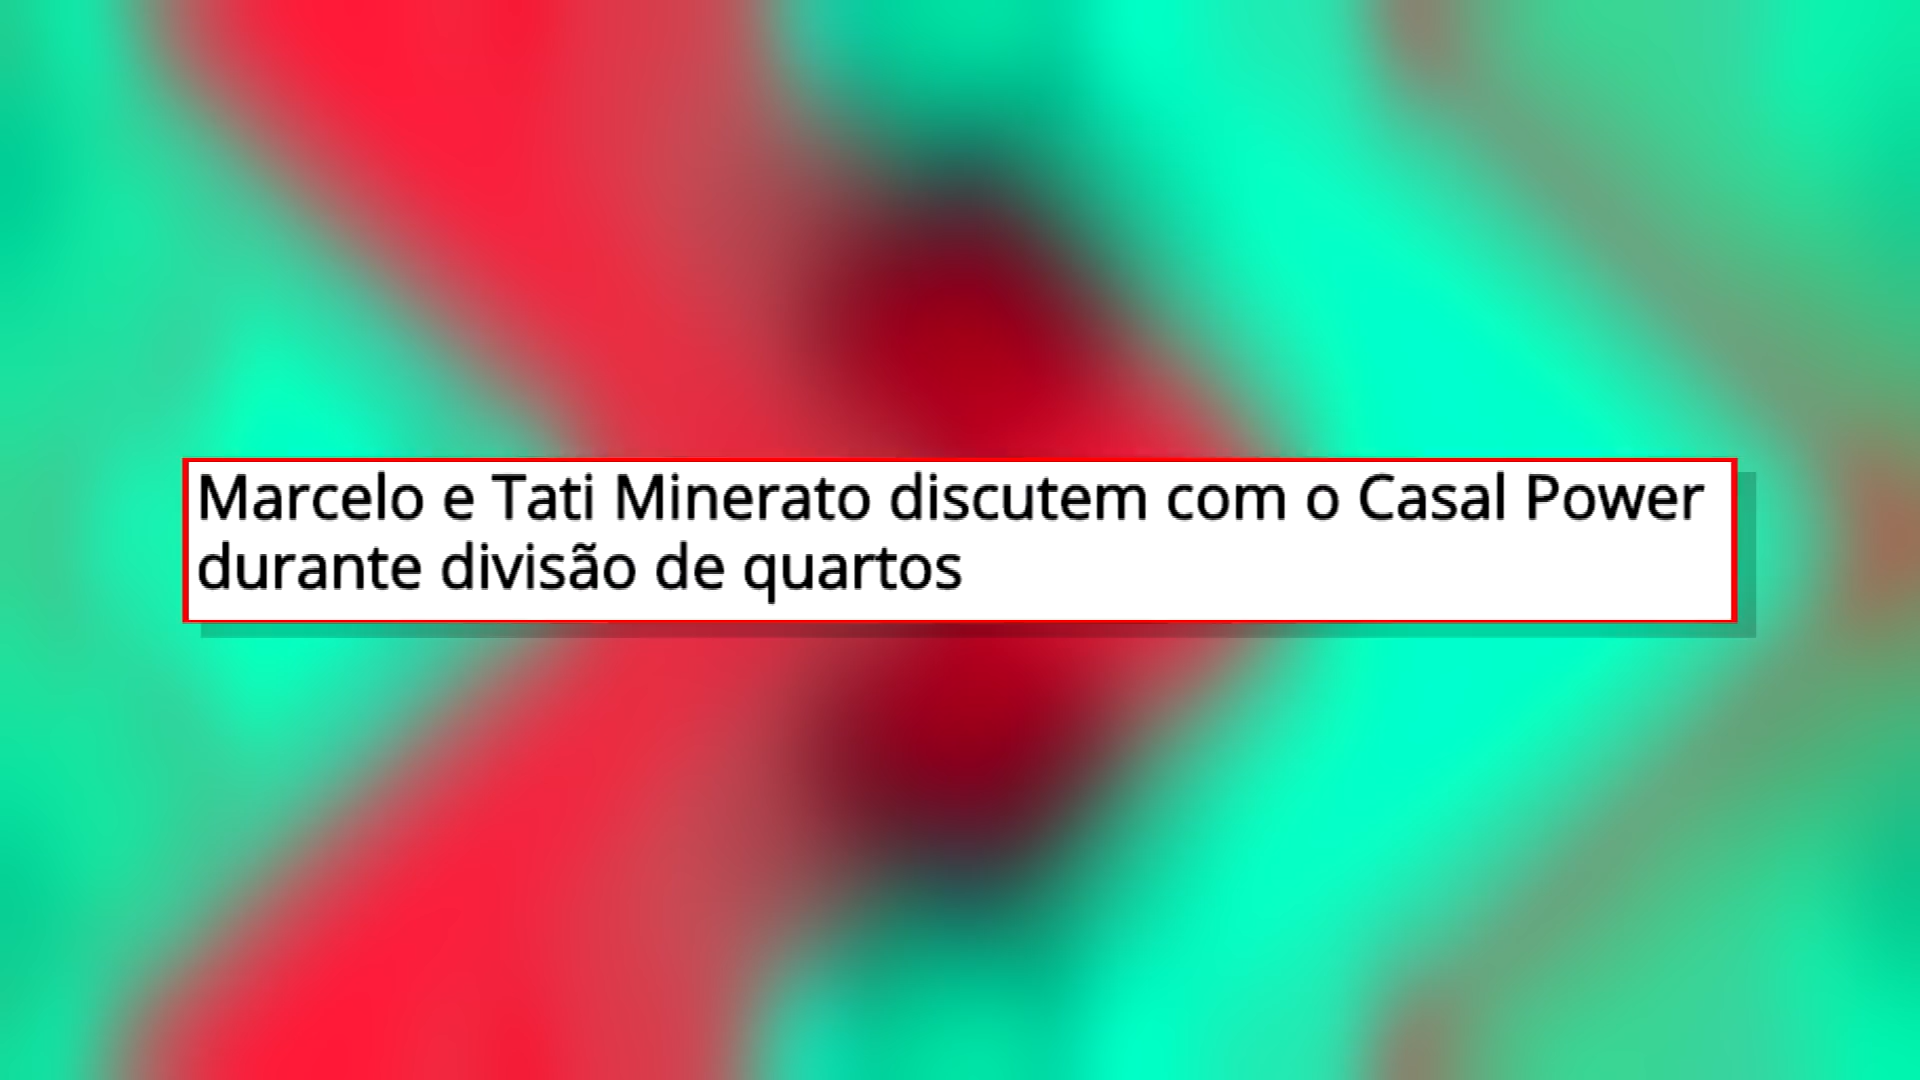 Marcelo e Tati Minerato discutem com o Casal Power
durante divisão de quartos